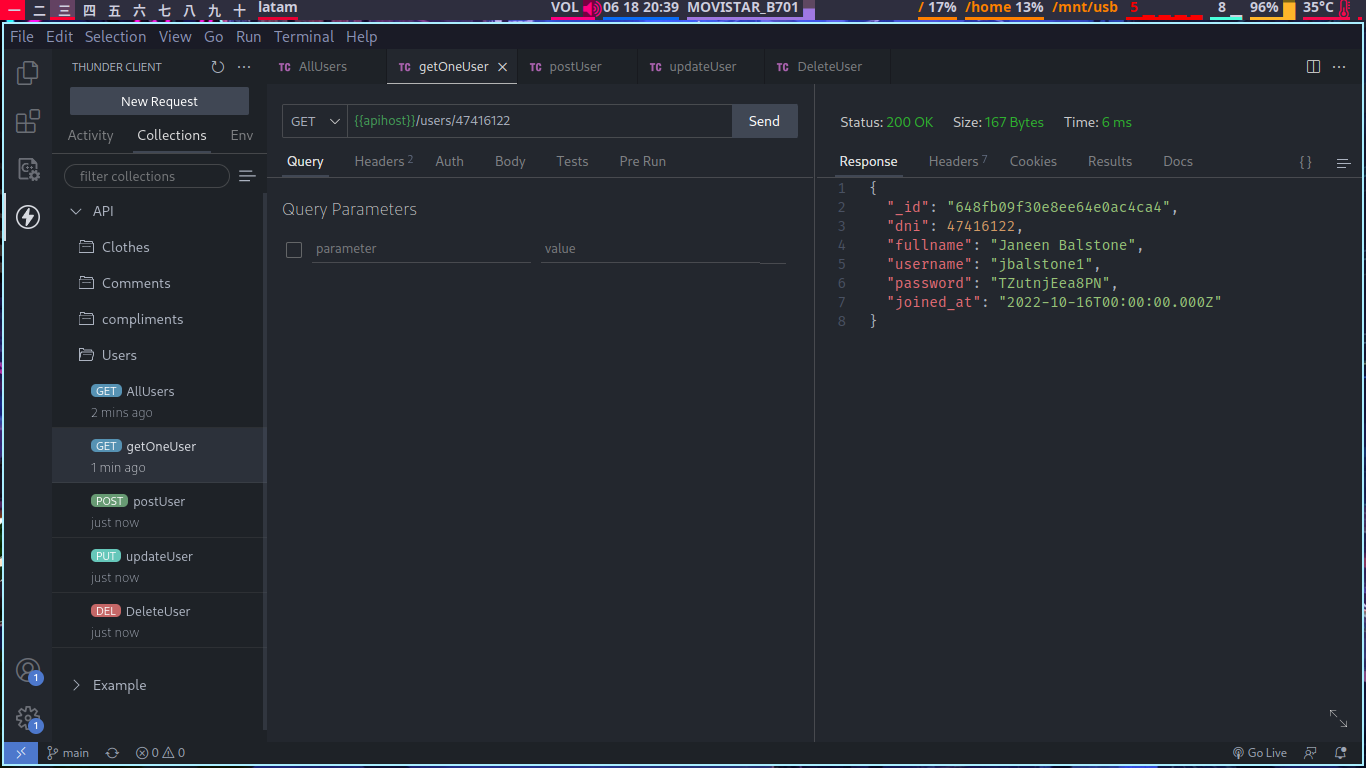 一 二 三 四 五 六 七 八 九 十 latam VOL 06 18 20:39 MOVISTAR_B701 / 17% /home 13% /mnt/usb 5 8 96% 35°C
File Edit Selection View Go Run Terminal Help
THUNDER CLIENT
TC AllUsers TC getOneUser TC postUser TC updateUser TC DeleteUser
New Request
Activity Collections Env
filter collections
API
Clothes
Comments
compliments
Users
GET AllUsers
2 mins ago
GET getOneUser
1 min ago
POST postUser
just now
PUT updateUser
just now
DEL DeleteUser
just now
Example
GET {{apihost}}/users/47416122 Send
Query Headers 2 Auth Body Tests Pre Run
Query Parameters
parameter value
Status: 200 OK Size: 167 Bytes Time: 6 ms
Response Headers 7 Cookies Results Docs { }
1 {
2 "_id": "648fb09f30e8ee64e0ac4ca4",
3 "dni": 47416122,
4 "fullname": "Janeen Balstone",
5 "username": "jbalstone1",
6 "password": "TZutnjEea8PN",
7 "joined_at": "2022-10-16T00:00:00.000Z"
8 }
1
1
main 0 0 Go Live